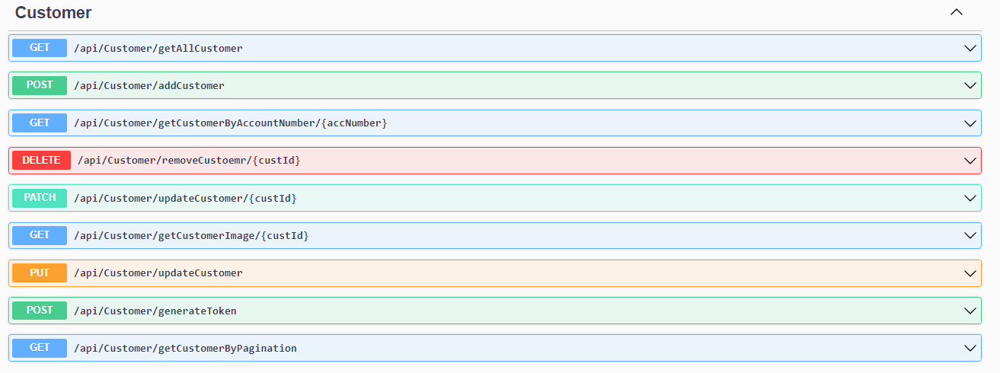 Customer
GET /api/Customer/getAllCustomer
POST /api/Customer/addCustomer
GET /api/Customer/getCustomerByAccountNumber/{accNumber}
DELETE /api/Customer/removeCustoemr/{custId}
PATCH /api/Customer/updateCustomer/{custId}
GET /api/Customer/getCustomerImage/{custId}
PUT /api/Customer/updateCustomer
POST /api/Customer/generateToken
GET /api/Customer/getCustomerByPagination